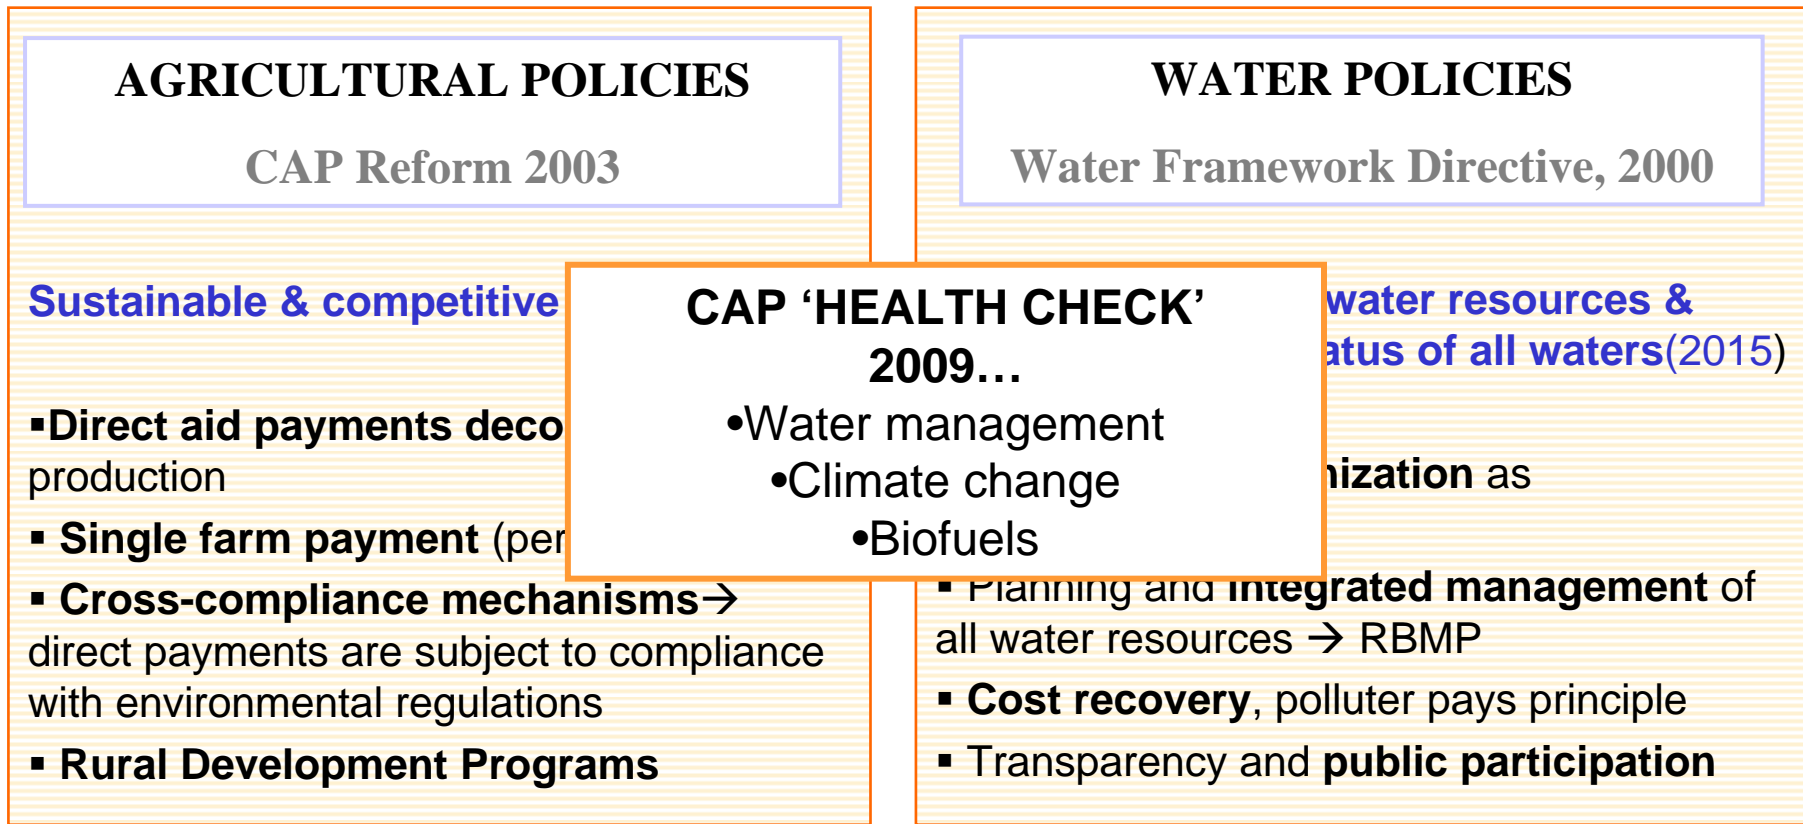 AGRICULTURAL POLICIES
CAP Reform 2003
Sustainable & competitive
▪Direct aid payments deco
production
▪ Single farm payment (per
▪ Cross-compliance mechanisms→
direct payments are subject to compliance
with environmental regulations
▪ Rural Development Programs
CAP ‘HEALTH CHECK’
2009…
•Water management
•Climate change
•Biofuels
WATER POLICIES
Water Framework Directive, 2000
water resources &
atus of all waters(2015)
nization as
▪ Planning and integrated management of
all water resources → RBMP
▪ Cost recovery, polluter pays principle
▪ Transparency and public participation